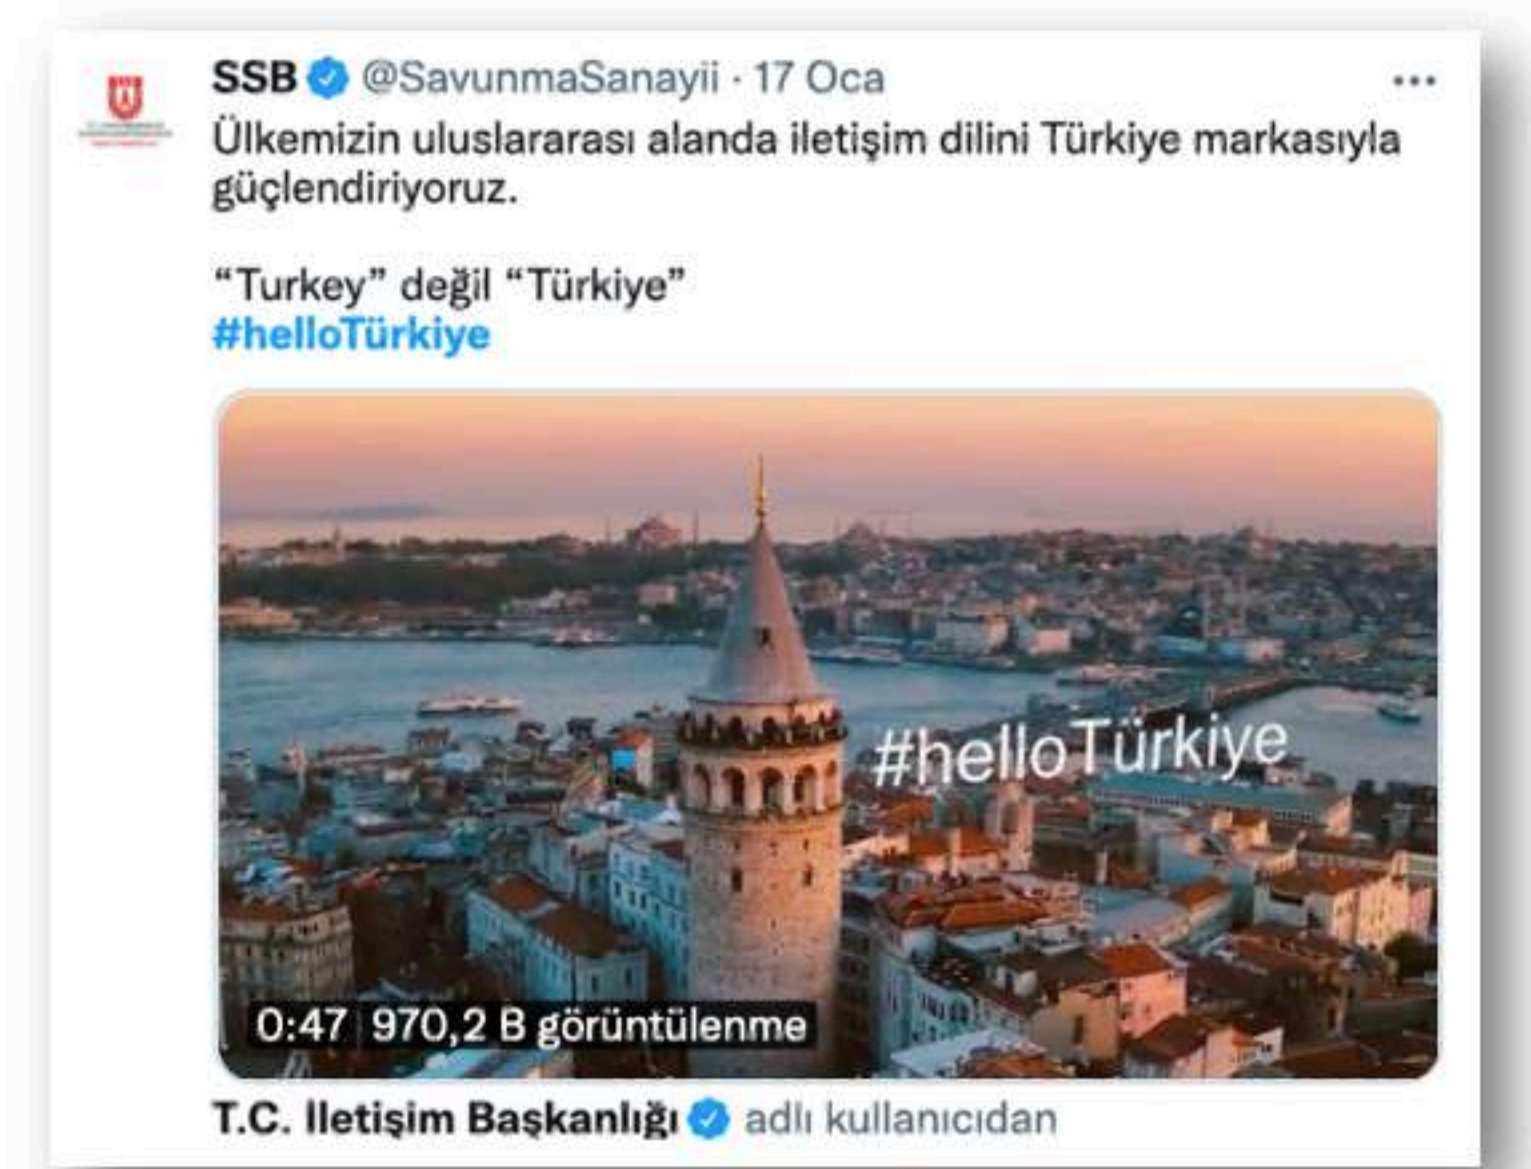 SSB @SavunmaSanayii · 17 Oca
Ülkemizin uluslararası alanda iletişim dilini Türkiye markasıyla
güçlendiriyoruz.
“Turkey” değil “Türkiye”
#helloTürkiye
#helloTürkiye
0:47 970,2 B görüntülenme
T.C. İletişim Başkanlığı adlı kullanıcıdan